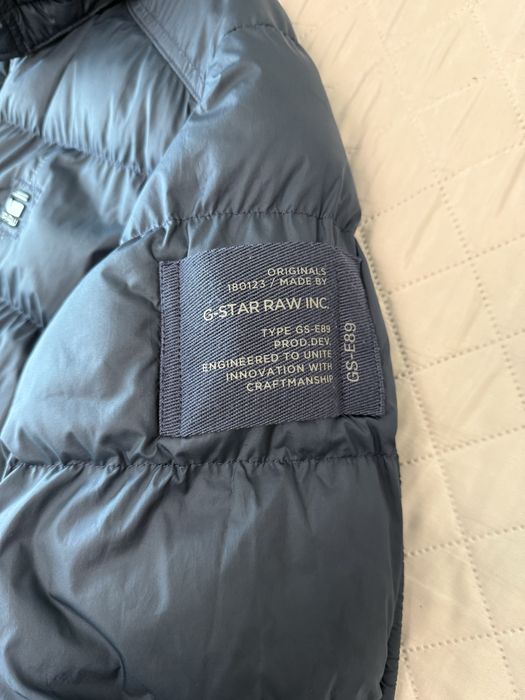 ORIGINALS
180123 / MADE BY
G-STAR RAW INC.
TYPE GS-E89
PROD.DEV.
ENGINEERED TO UNITE
INNOVATION WITH
CRAFTMANSHIP
GS-E89